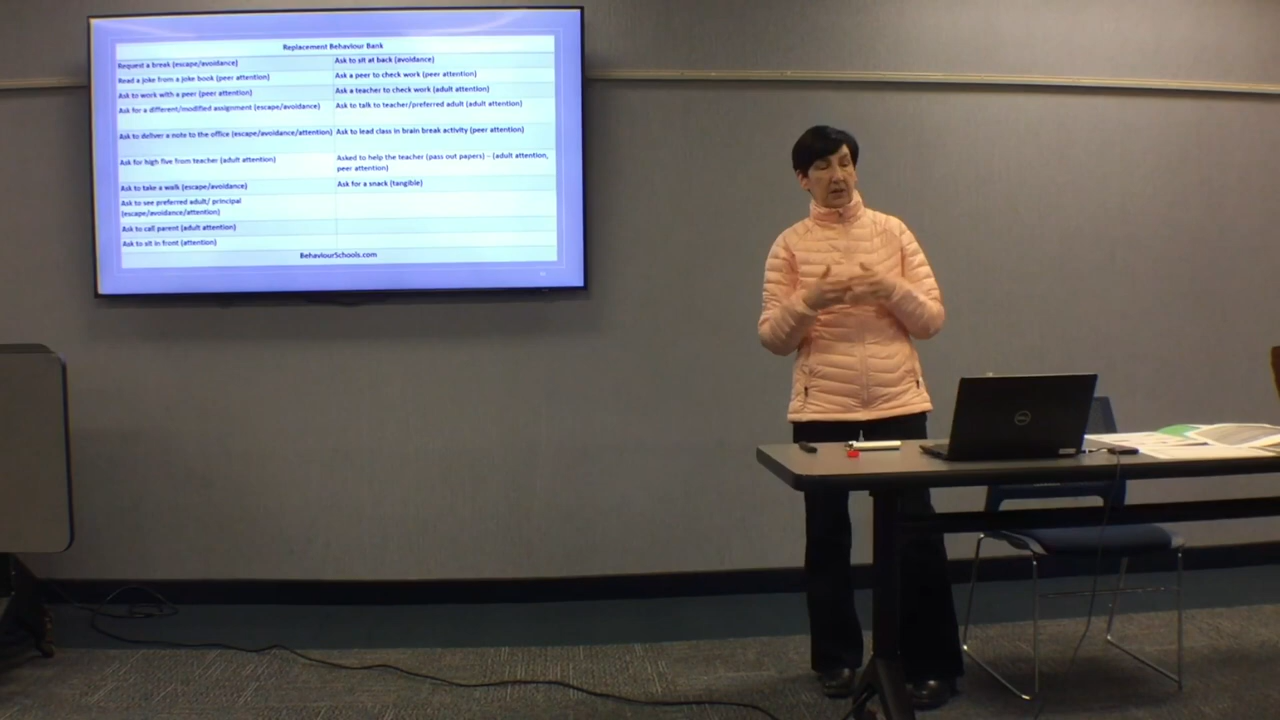 Replacement Behaviour Bank
Request a break (escape/avoidance)
Ask to sit at back (avoidance)
Read a joke from a joke book (peer attention)
Ask a peer to check work (peer attention)
Ask to work with a peer (peer attention)
Ask a teacher to check work (adult attention)
Ask for a different/modified assignment (escape/avoidance)
Ask to talk to teacher/preferred adult (adult attention)
Ask to deliver a note to the office (escape/avoidance/attention)
Ask to lead class in brain break activity (peer attention)
Ask for high five from teacher (adult attention)
Asked to help the teacher (pass out papers) – (adult attention,
peer attention)
Ask to take a walk (escape/avoidance)
Ask for a snack (tangible)
Ask to see preferred adult/ principal
(escape/avoidance/attention)
Ask to call parent (adult attention)
Ask to sit in front (attention)
BehaviourSchools.com
DELL